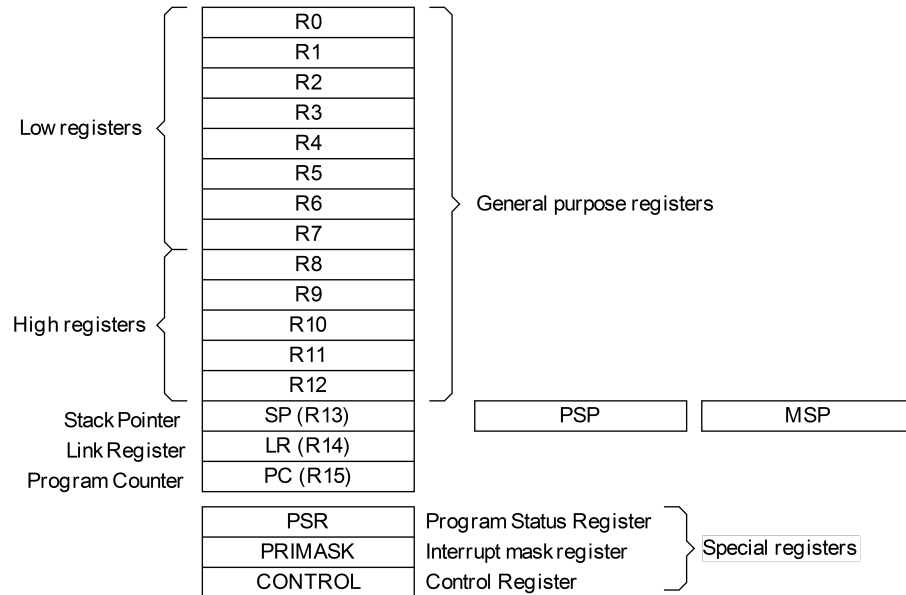 R0
R1
R2
R3
Low registers
R4
R5
R6
General purpose registers
R7
R8
R9
High registers
R10
R11
R12
Stack Pointer SP (R13) PSP MSP
Link Register LR (R14)
Program Counter PC (R15)
PSR Program Status Register
PRIMASK Interrupt mask register Special registers
CONTROL Control Register